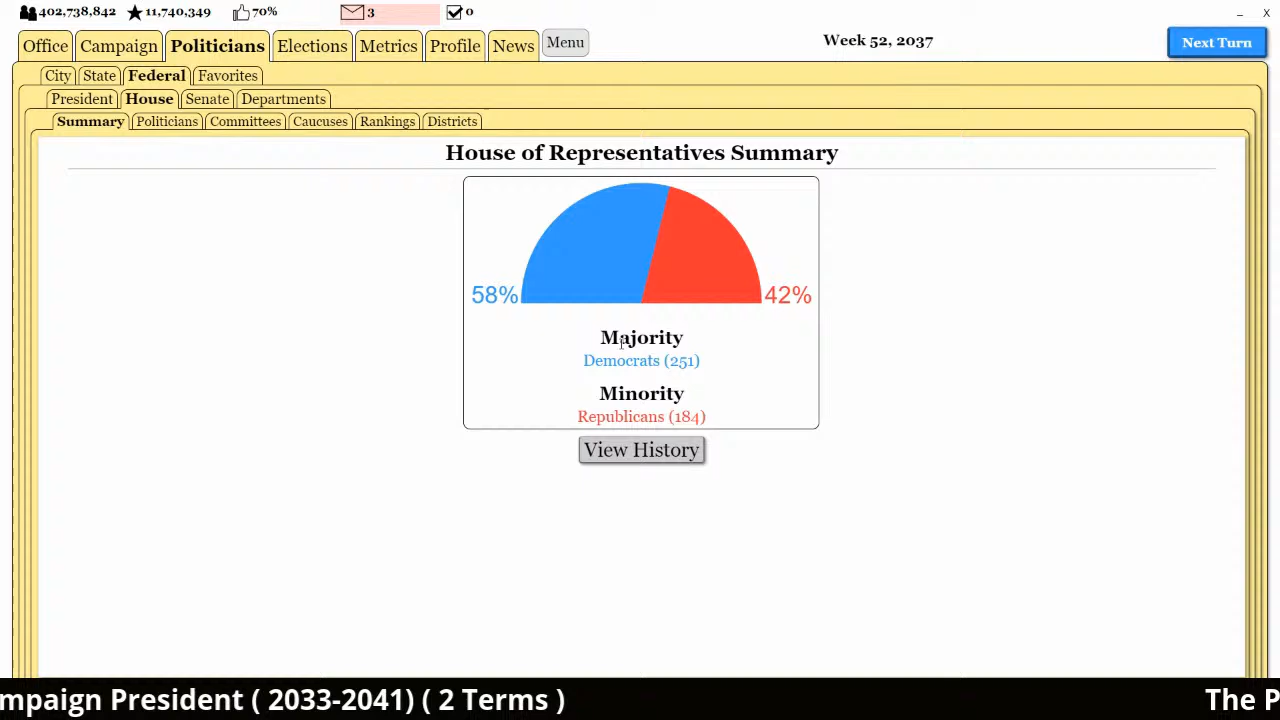 402,738,842 11,740,349 70% 3 0 _ X
Office Campaign Politicians Elections Metrics Profile News Menu Week 52, 2037 Next Turn
City State Federal Favorites
President House Senate Departments
Summary Politicians Committees Caucuses Rankings Districts
House of Representatives Summary
58% 42%
Majority
Democrats (251)
Minority
Republicans (184)
View History
mpaign President ( 2033-2041) ( 2 Terms ) The P